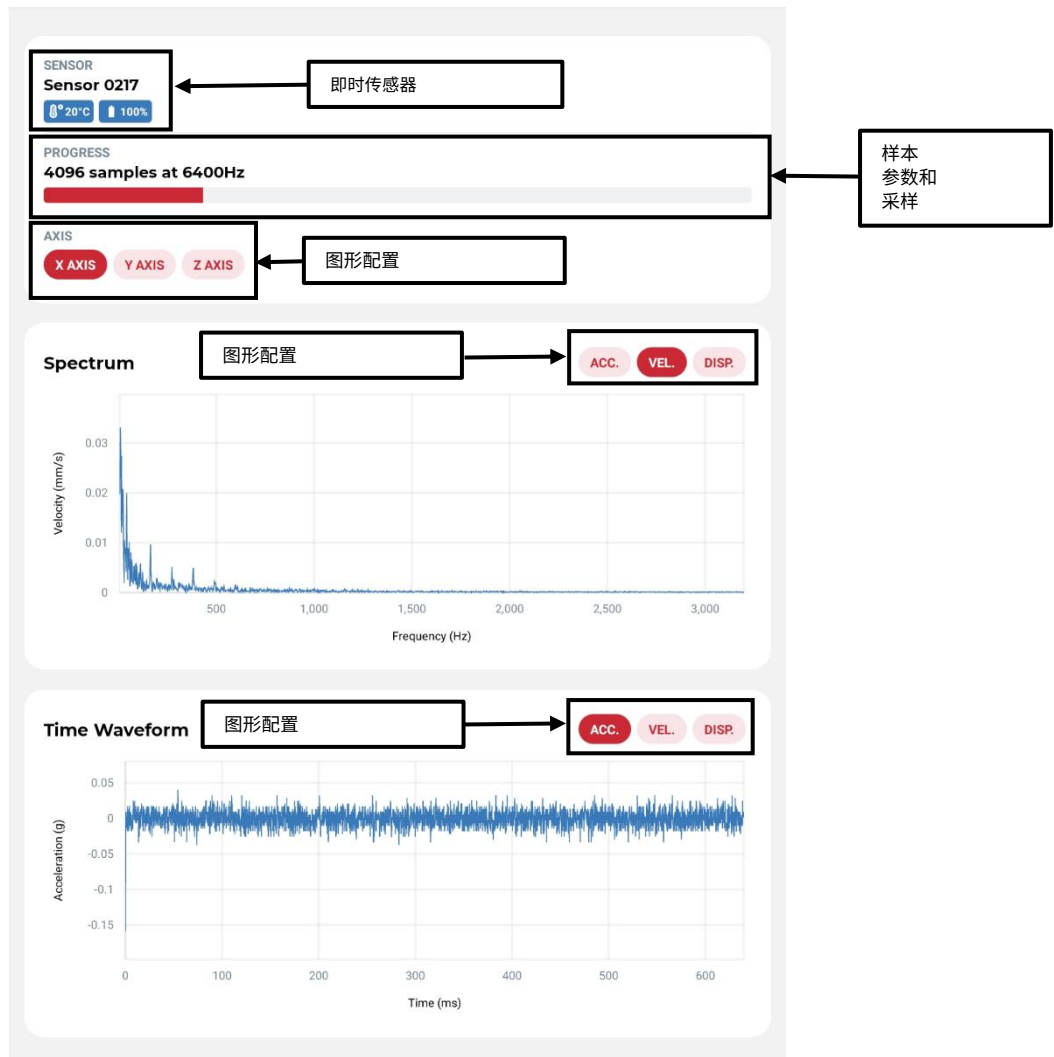 SENSOR
Sensor 0217
20°C 100%
即时传感器
PROGRESS
4096 samples at 6400Hz
样本
参数和
采样
AXIS
X AXIS Y AXIS Z AXIS
图形配置
Spectrum
图形配置
ACC. VEL. DISP.
Velocity (mm/s)
0.03
0.02
0.01
0
500 1,000 1,500 2,000 2,500 3,000
Frequency (Hz)
Time Waveform
图形配置
ACC. VEL. DISP.
Acceleration (g)
0.05
0
-0.05
-0.1
-0.15
0 100 200 300 400 500 600
Time (ms)